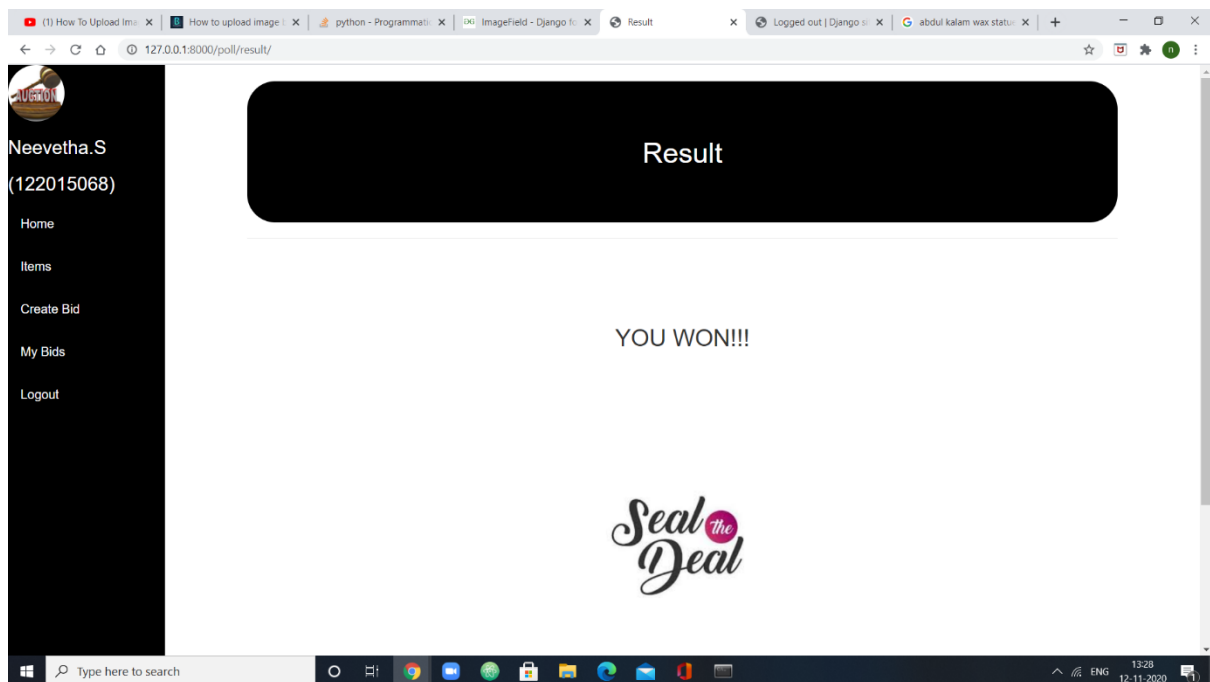 (1) How To Upload Ima
How to upload image t
python - Programmatic
ImageField - Django fo
Result
Logged out | Django si
abdul kalam wax statue
127.0.0.1:8000/poll/result/
n
AUCTION
Neevetha.S
(122015068)
Home
Items
Create Bid
My Bids
Logout
Result
YOU WON!!!
Seal the
Deal
Type here to search
ENG
13:28
12-11-2020